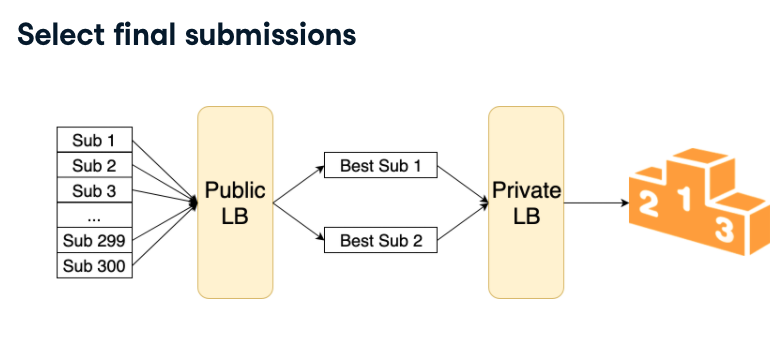 Select final submissions
Sub 1
Sub 2
Sub 3
...
Sub 299
Sub 300
Public
LB
Best Sub 1
Best Sub 2
Private
LB
2
1
3